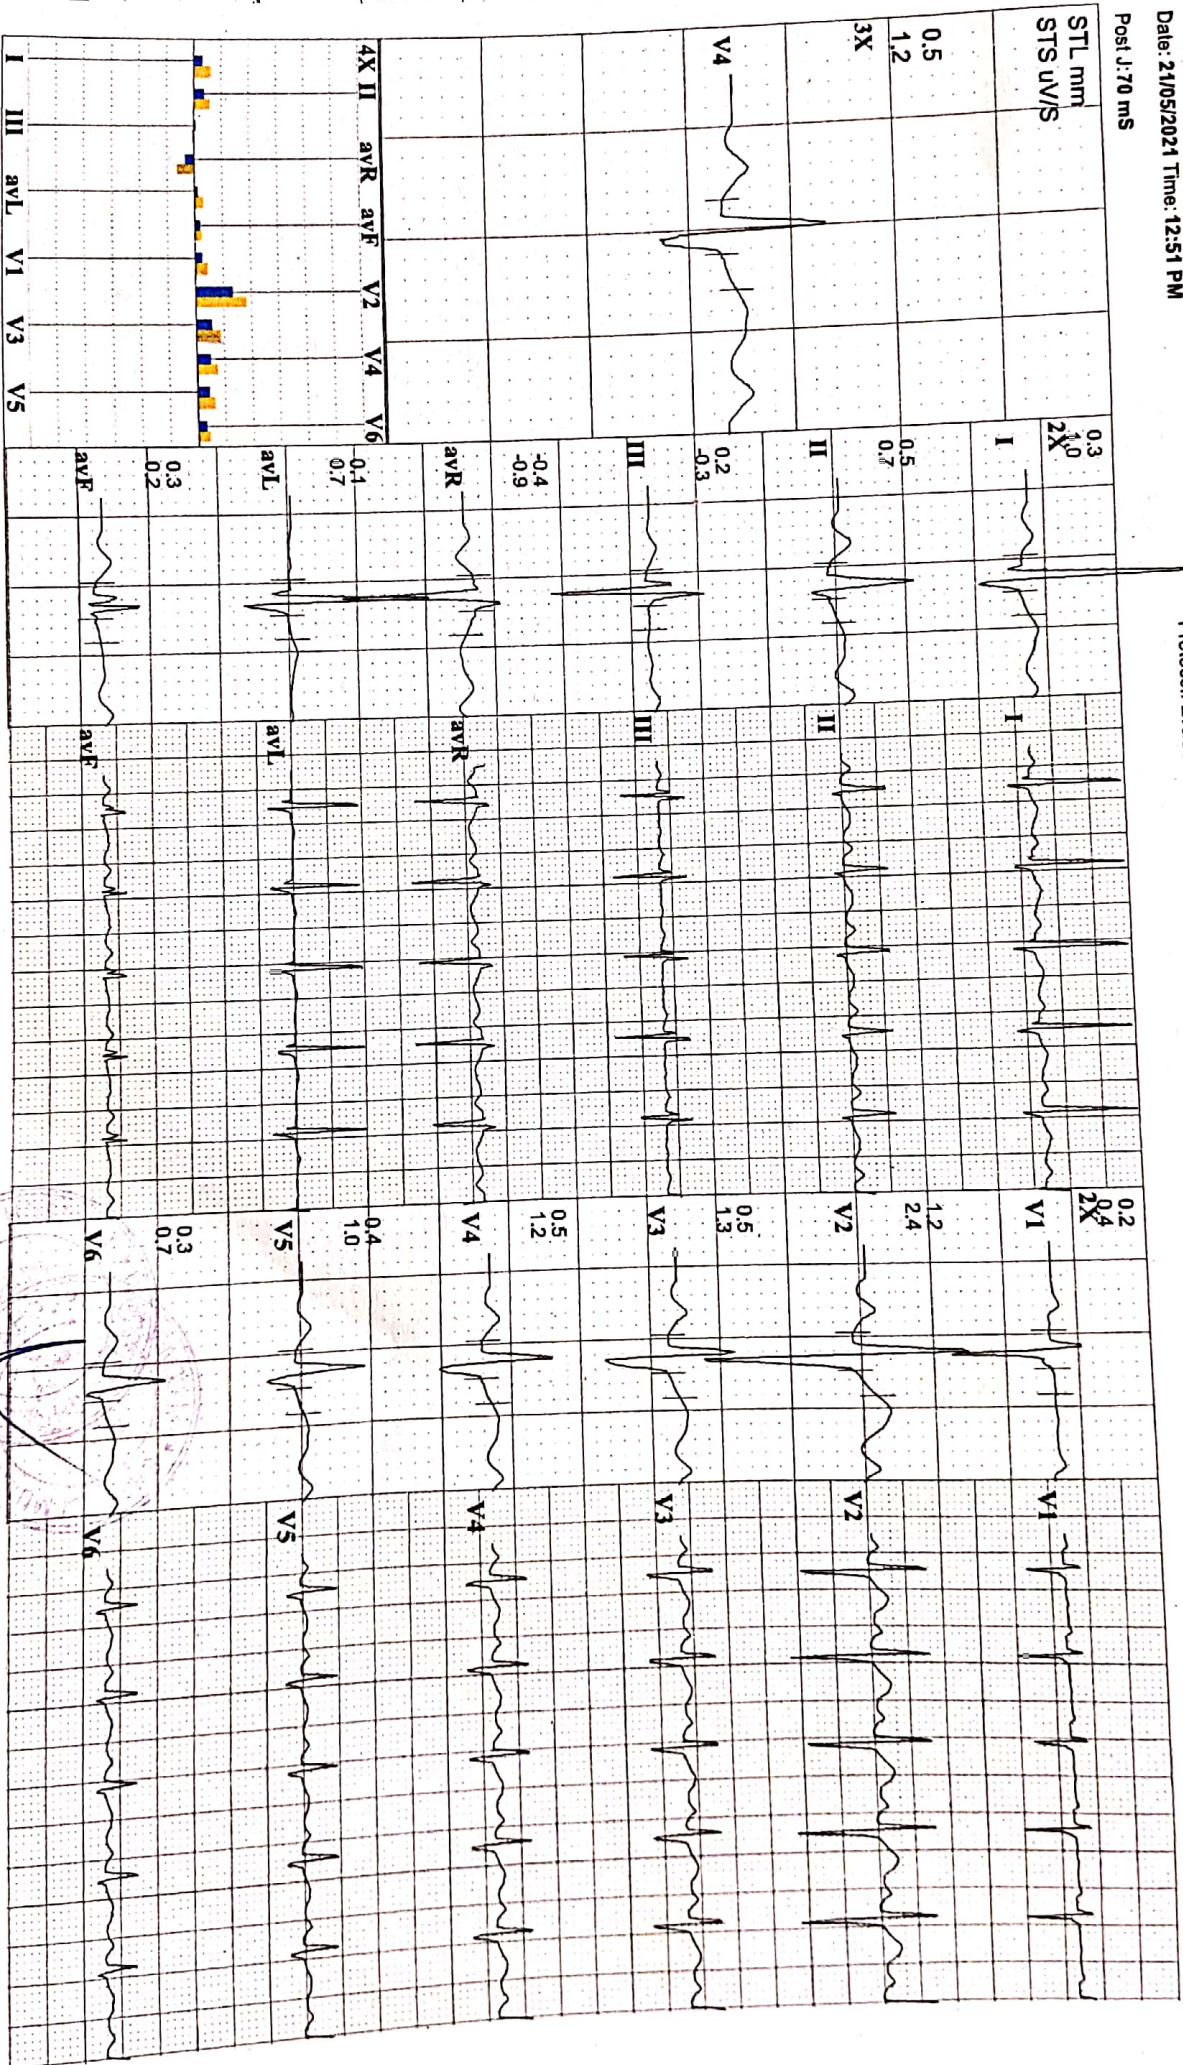 Date: 21/05/2021 Time: 12:51 PM
Post J:70 mS
STL mm
STS uV/S
0.5
1.2
3X
V4
4X II avR avF V2 V4 V6
I III avL V1 V3 V5
0.3
1.0
2X
I
0.5
0.7
II
0.2
-0.3
III
-0.4
-0.9
avR
0.1
0.7
avL
0.3
0.2
avF
I
II
III
avR
avL
avF
0.2
0.4
2X
V1
1.2
2.4
V2
0.5
1.3
V3
0.5
1.2
V4
0.4
1.0
V5
0.3
0.7
V6
V1
V2
V3
V4
V5
V6